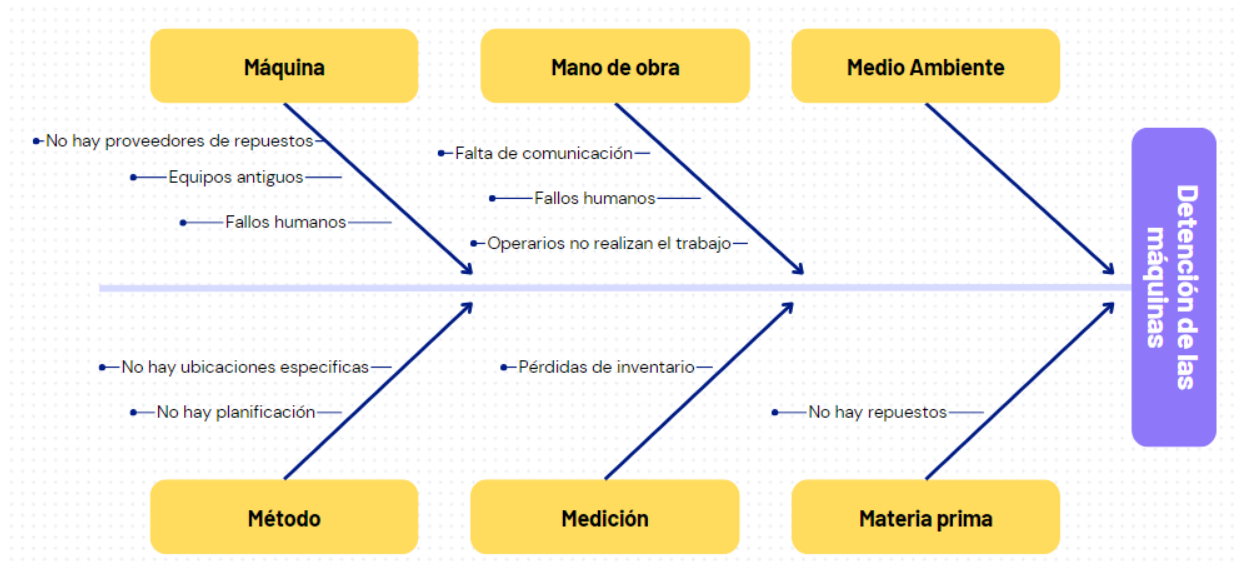 Máquina
Mano de obra
Medio Ambiente
No hay proveedores de repuestos
Equipos antiguos
Fallos humanos
Falta de comunicación
Fallos humanos
Operarios no realizan el trabajo
Detención de las
máquinas
No hay ubicaciones especificas
No hay planificación
Pérdidas de inventario
No hay repuestos
Método
Medición
Materia prima